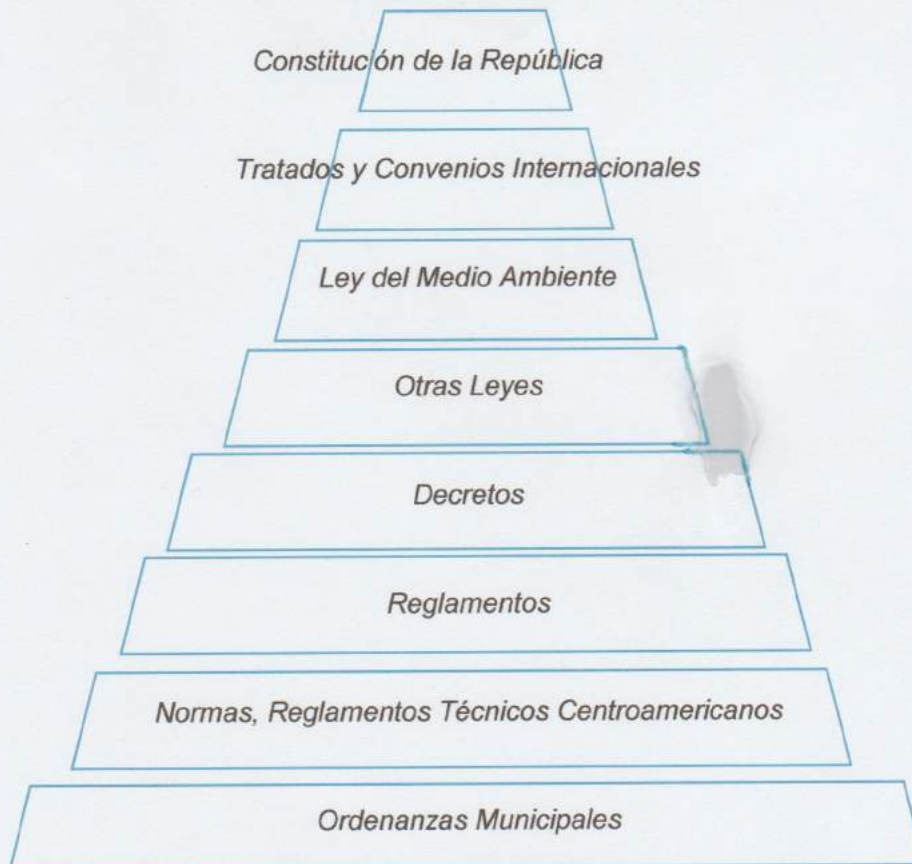 Constitución de la República
Tratados y Convenios Internacionales
Ley del Medio Ambiente
Otras Leyes
Decretos
Reglamentos
Normas, Reglamentos Técnicos Centroamericanos
Ordenanzas Municipales